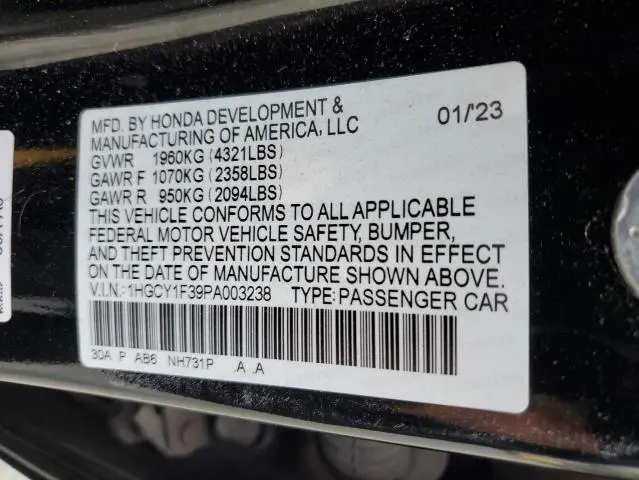 MFD. BY HONDA DEVELOPMENT & 01/'23
MANUFACTURING OF AMERICA, LLC
GVWR 1960KG (4321LBS)
GAWR F 1070KG (2358LBS)
GAWR R 950KG (2094LBS)
THIS VEHICLE CONFORMS TO ALL APPLICABLE
FEDERAL MOTOR VEHICLE SAFETY, BUMPER,
AND THEFT PREVENTION STANDARDS IN EFFECT
ON THE DATE OF MANUFACTURE SHOWN ABOVE.
V.I.N.:1HGCY1F39PA003238 TYPE:PASSENGER CAR
30A P AB6 NH731P .A .A